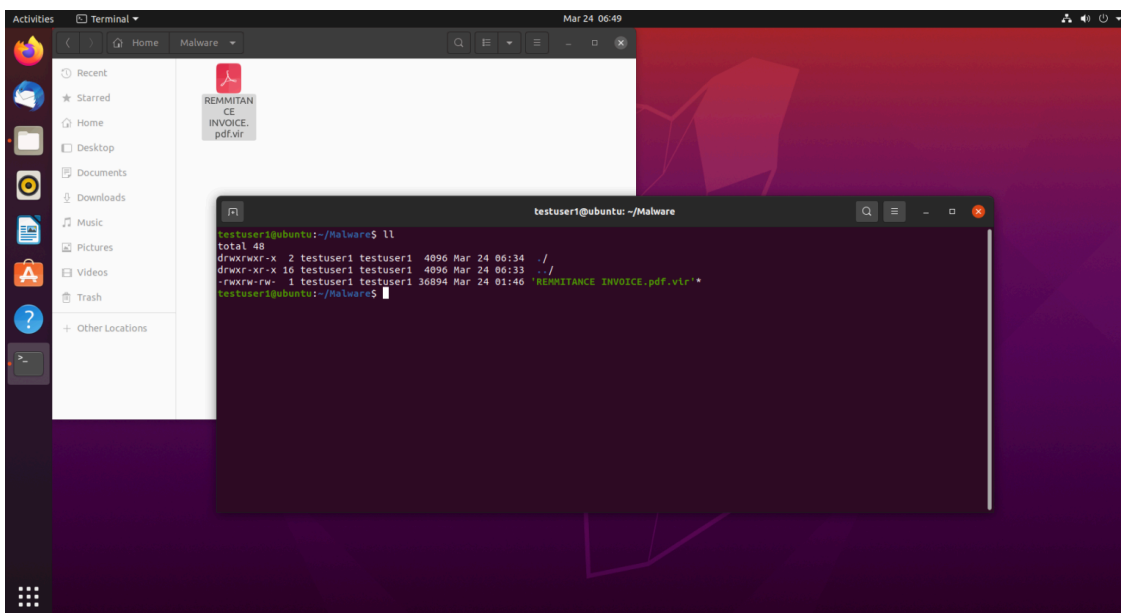 Activities
Terminal
Mar 24 06:49
Home
Malware
Recent
Starred
Home
Desktop
Documents
Downloads
Music
Pictures
Videos
Trash
+ Other Locations
REMMITAN
CE
INVOICE.
pdf.vir
testuser1@ubuntu: ~/Malware
testuser1@ubuntu:~/Malware$ ll
total 48
drwxrwxr-x  2 testuser1 testuser1  4096 Mar 24 06:34 ./
drwxr-xr-x 16 testuser1 testuser1  4096 Mar 24 06:33 ../
-rwxrw-rw-  1 testuser1 testuser1 36894 Mar 24 01:46 'REMMITANCE INVOICE.pdf.vir'*
testuser1@ubuntu:~/Malware$